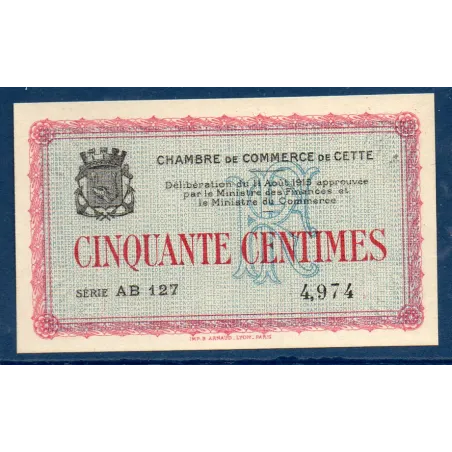 CHAMBRE DE COMMERCE DE CETTE
Délibération du 11 Août 1915 approuvée
par le Ministre des Finances et
le Ministre du Commerce
CINQUANTE CENTIMES
SÉRIE AB 127 4,974
IMP. B. ARNAUD, LYON, PARIS